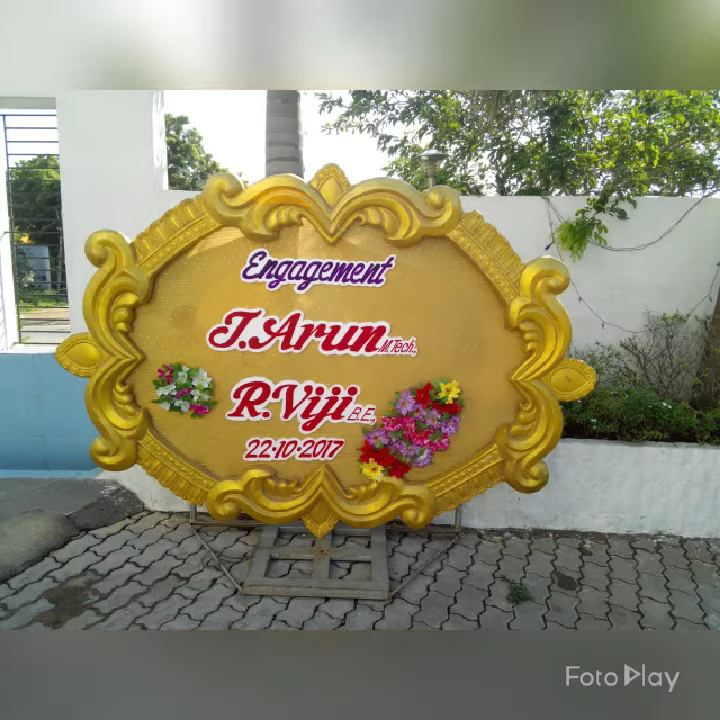 Engagement
J.Arun M.Tech.,
R.Viji B.E.,
22-10-2017
FotoPlay